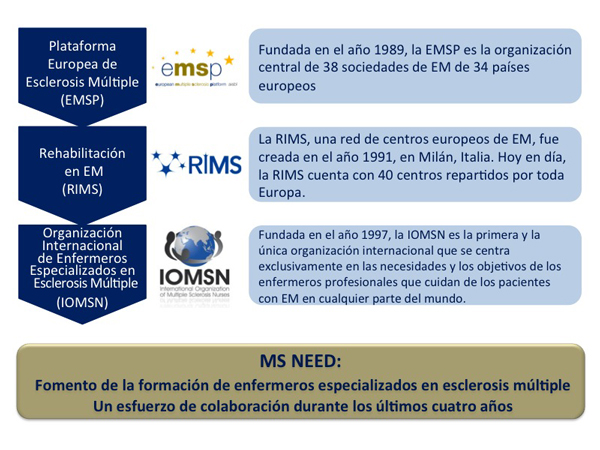 Plataforma
Europea de
Esclerosis Múltiple
(EMSP)
emsp
european multiple sclerosis platform
Fundada en el año 1989, la EMSP es la organización
central de 38 sociedades de EM de 34 países
europeos
Rehabilitación
en EM
(RIMS)
RIMS
La RIMS, una red de centros europeos de EM, fue
creada en el año 1991, en Milán, Italia. Hoy en día,
la RIMS cuenta con 40 centros repartidos por toda
Europa.
Organización
Internacional
de Enfermeros
Especializados en
Esclerosis Múltiple
(IOMSN)
IOMSN
International Organization
of Multiple Sclerosis Nurses
Fundada en el año 1997, la IOMSN es la primera y la
única organización internacional que se centra
exclusivamente en las necesidades y los objetivos de los
enfermeros profesionales que cuidan de los pacientes
con EM en cualquier parte del mundo.
MS NEED:
Fomento de la formación de enfermeros especializados en esclerosis múltiple
Un esfuerzo de colaboración durante los últimos cuatro años